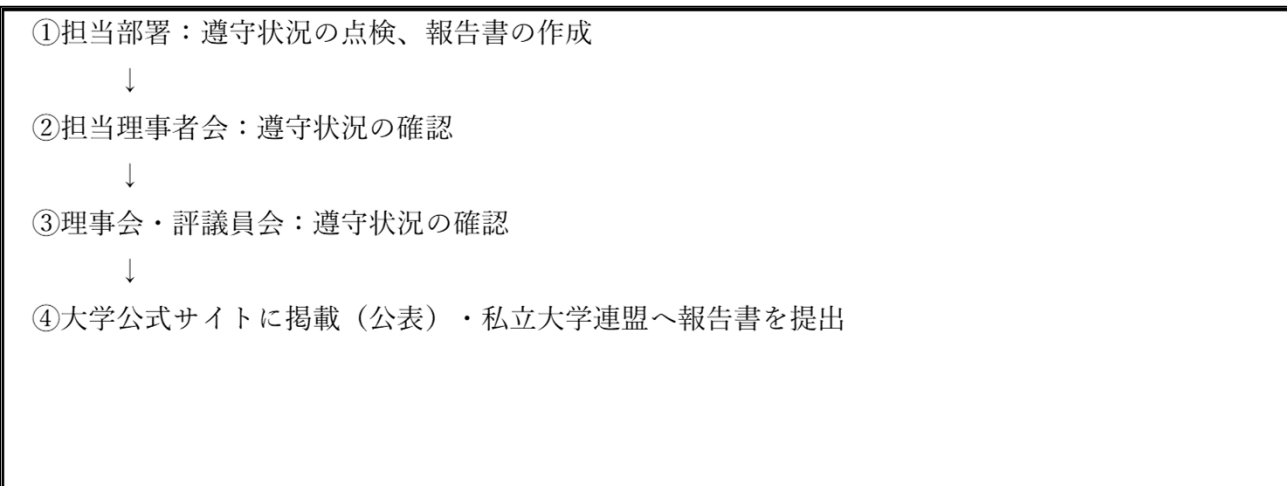 ①担当部署：遵守状況の点検、報告書の作成
↓
②担当理事者会：遵守状況の確認
↓
③理事会・評議員会：遵守状況の確認
↓
④大学公式サイトに掲載（公表）・私立大学連盟へ報告書を提出